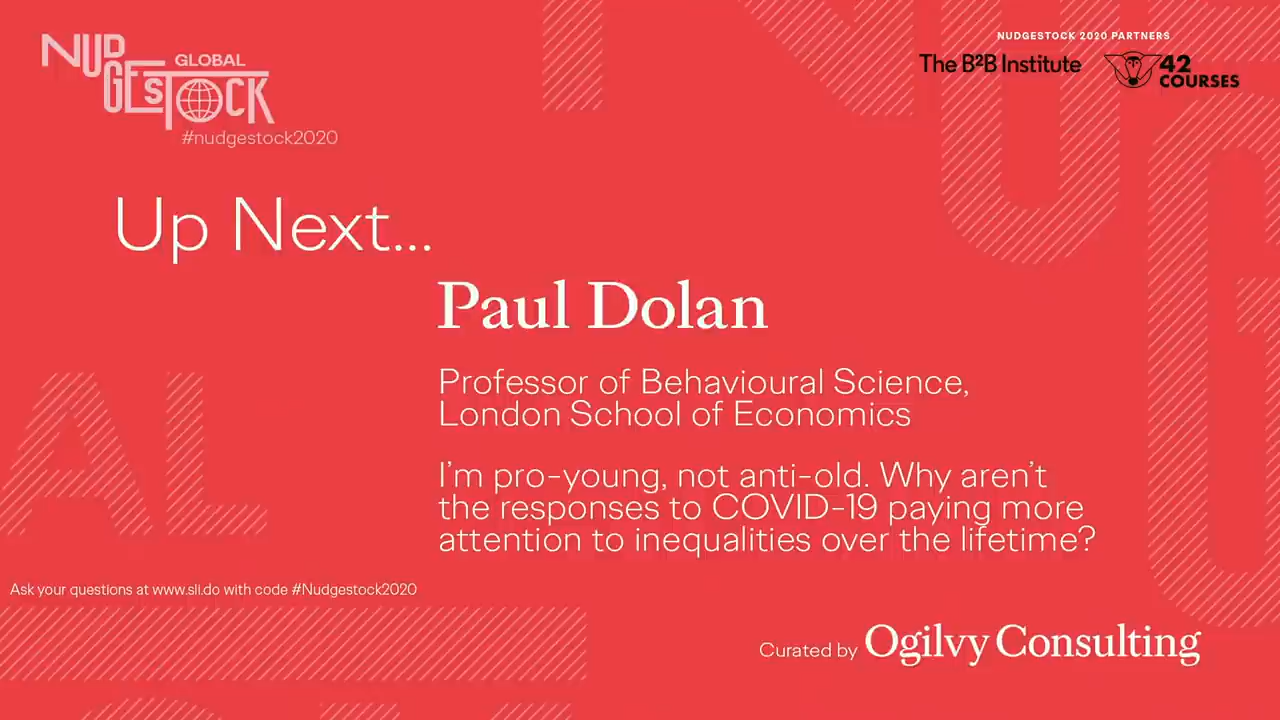 NUDGESTOCK
GLOBAL
#nudgestock2020
NUDGESTOCK 2020 PARTNERS
The B²B Institute
42
COURSES
Up Next...
Paul Dolan
Professor of Behavioural Science,
London School of Economics
I'm pro-young, not anti-old. Why aren't
the responses to COVID-19 paying more
attention to inequalities over the lifetime?
Ask your questions at www.sli.do with code #Nudgestock2020
Curated by Ogilvy Consulting
AL